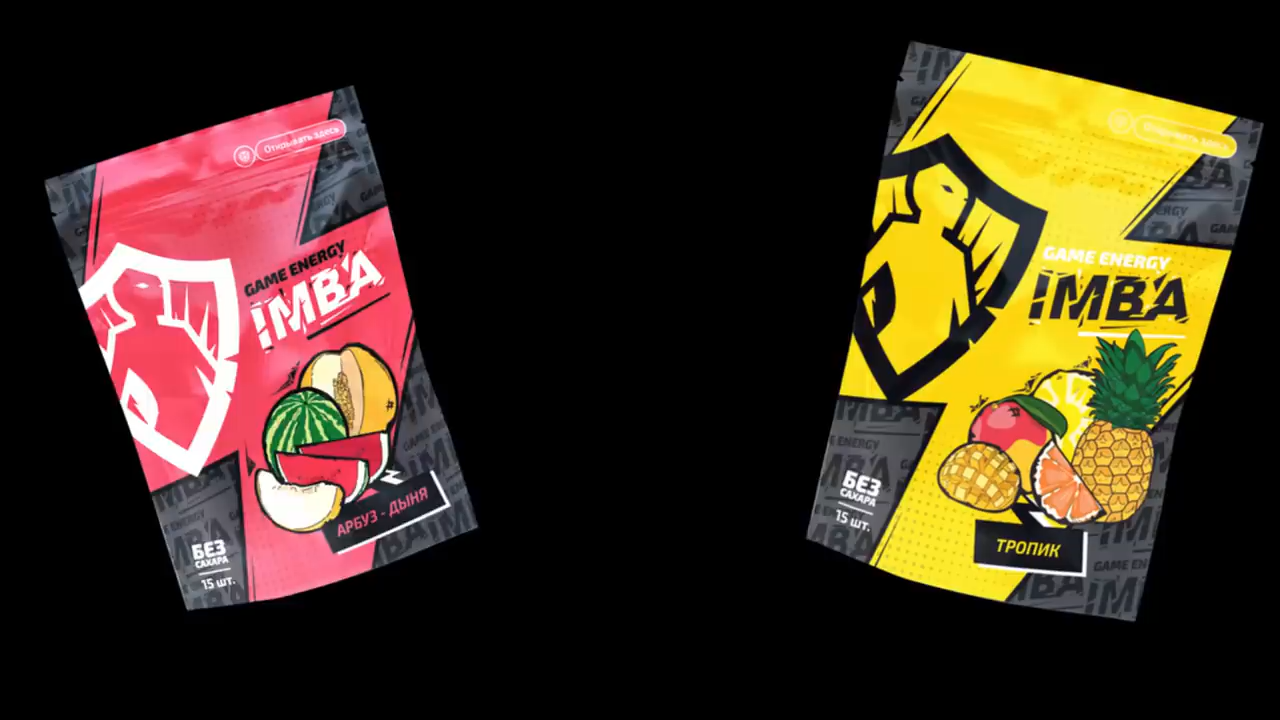 Открывать здесь
GAME ENERGY
IMBA
АРБУЗ - ДЫНЯ
БЕЗ
САХАРА
15 шт.
Открывать здесь
GAME ENERGY
IMBA
ТРОПИК
БЕЗ
САХАРА
15 шт.